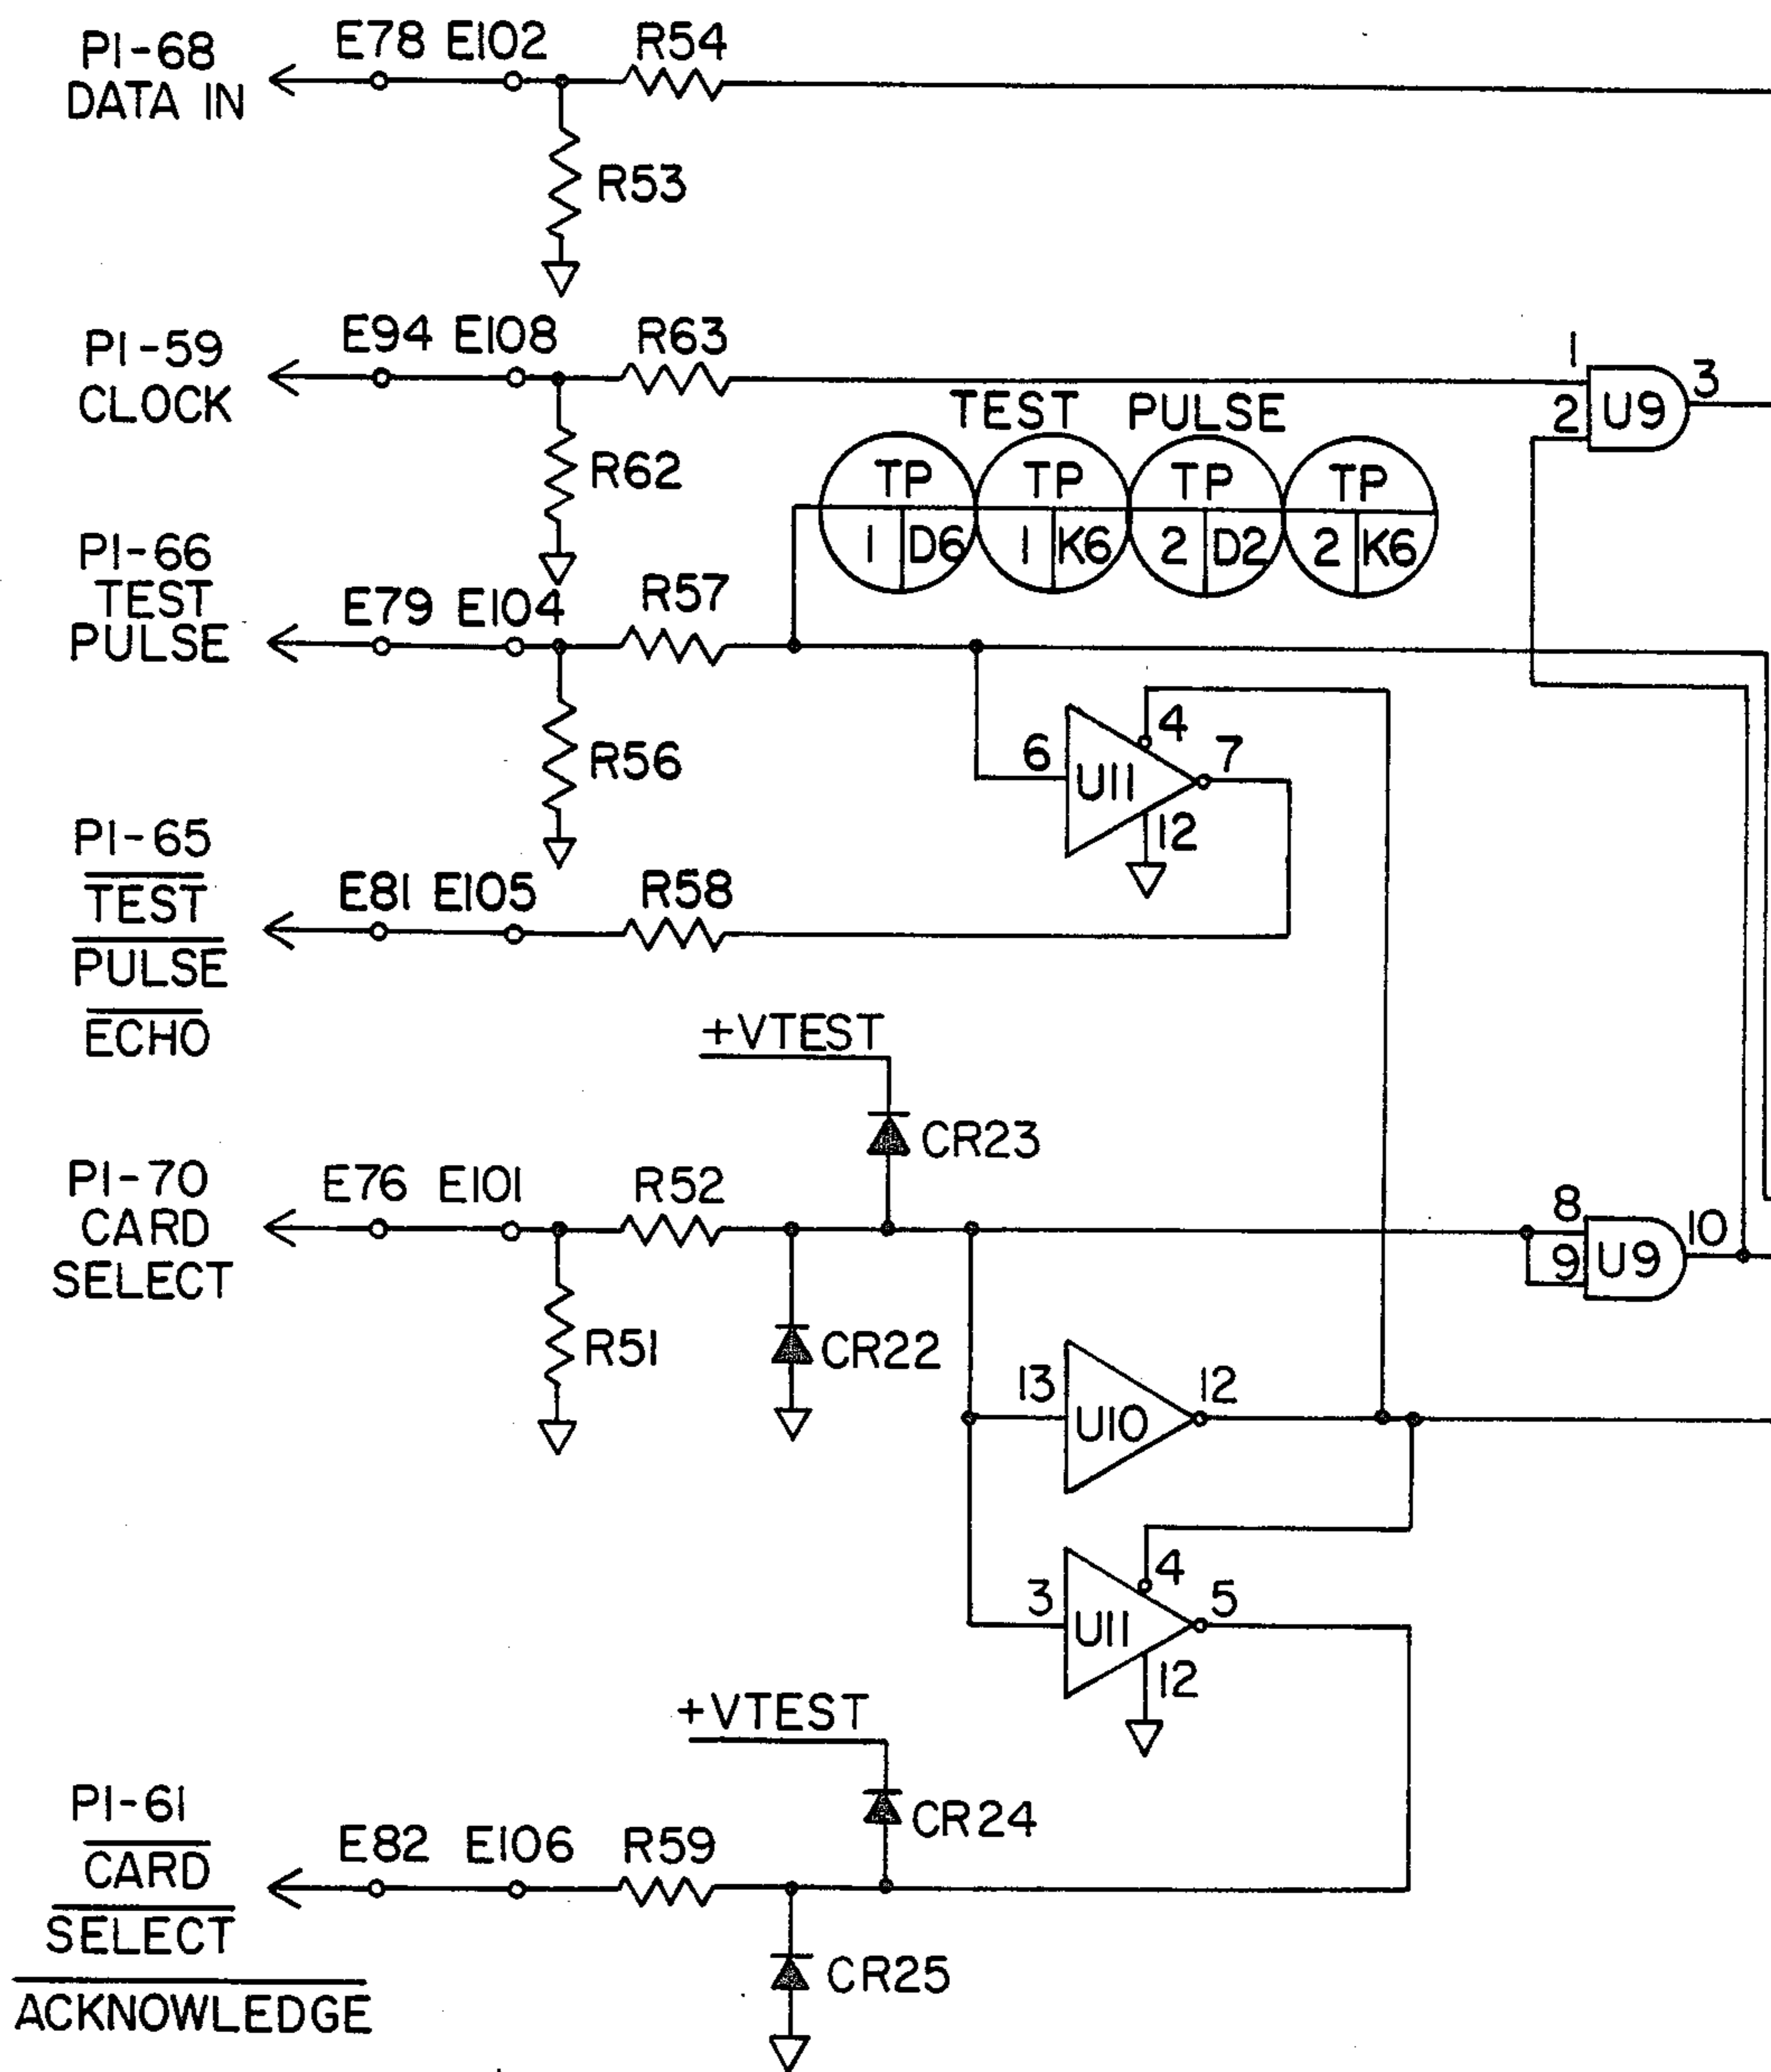 E78 E102 R54
P1-68
DATA IN
R53
E94 E108 R63
P1-59
CLOCK
1
2 U9 3
TEST PULSE
R62
TP TP TP TP
1 D6 1 K6 2 D2 2 K6
P1-66
TEST
PULSE
E79 E104 R57
R56
4
6 U11 7
12
P1-65
TEST
PULSE
ECHO
E81 E105 R58
+VTEST
CR23
P1-70
CARD
SELECT
E76 E101 R52
8
9 U9 10
R51
CR22
13 U10 12
4
3 U11 5
12
+VTEST
CR24
P1-61
CARD
SELECT
ACKNOWLEDGE
E82 E106 R59
CR25